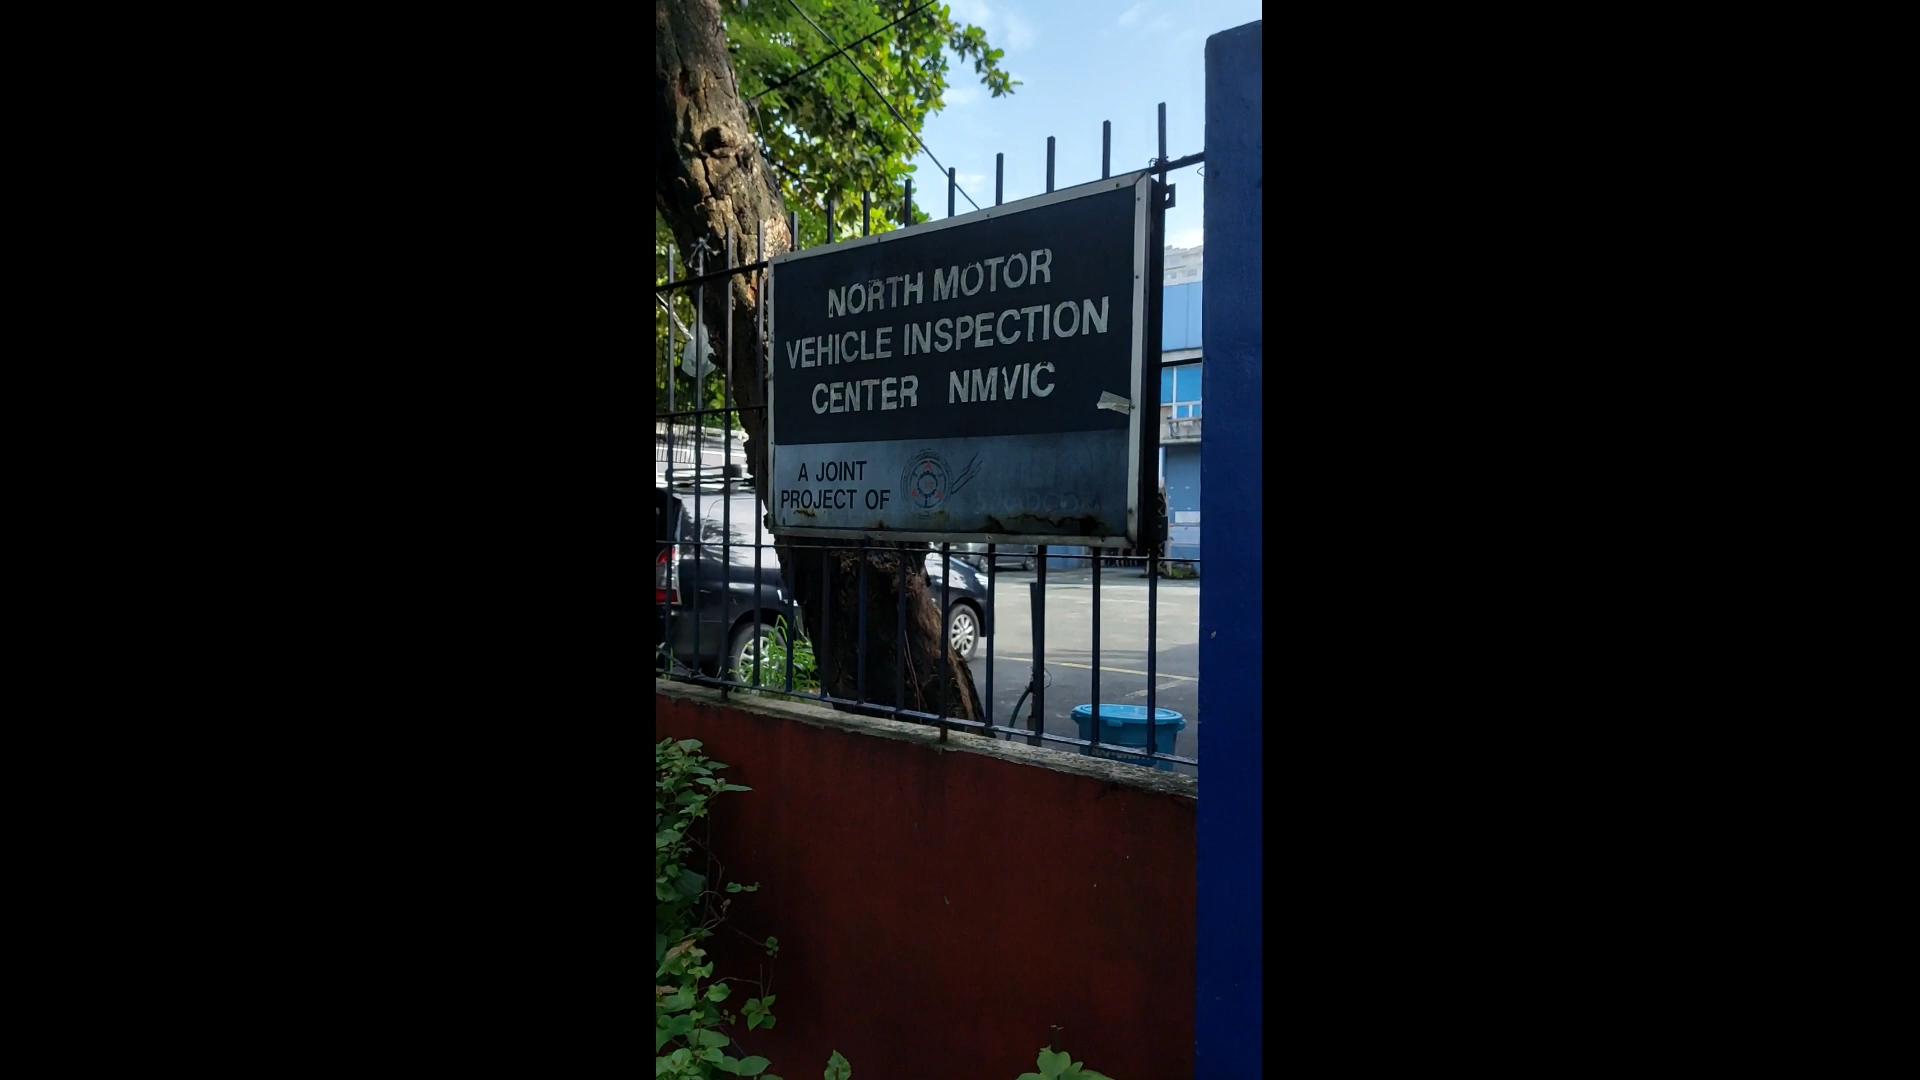 NORTH MOTOR
VEHICLE INSPECTION
CENTER NMVIC
A JOINT
PROJECT OF